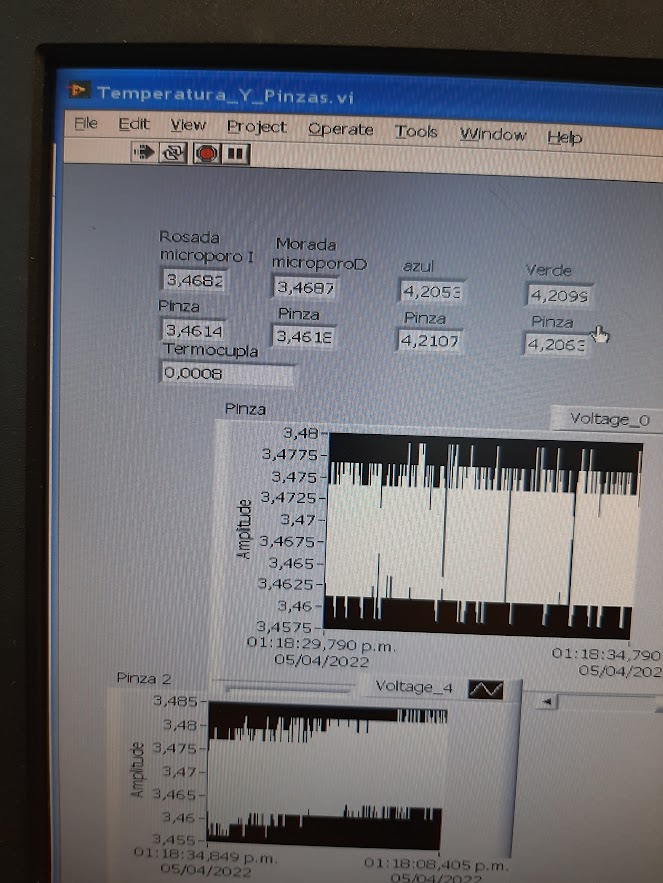 Temperatura_Y_Pinzas.vi
File Edit View Project Operate Tools Window Help
Rosada
microporo I
Morada
microporoD
azul
Verde
3,4682
3,4687
4,2053
4,2099
Pinza
Pinza
Pinza
Pinza
3,4614
3,4618
4,2107
4,2063
Termocupla
0,0008
Pinza
Voltage_0
3,48
3,4775
3,475
3,4725
3,47
3,4675
3,465
3,4625
3,46
3,4575
Amplitude
01:18:29,790 p.m.
05/04/2022
01:18:34,790
05/04/202
Pinza 2
Voltage_4
3,485
3,48
3,475
3,47
3,465
3,46
3,455
Amplitude
01:18:34,849 p.m.
05/04/2022
01:18:08,405 p.m.
05/04/2022